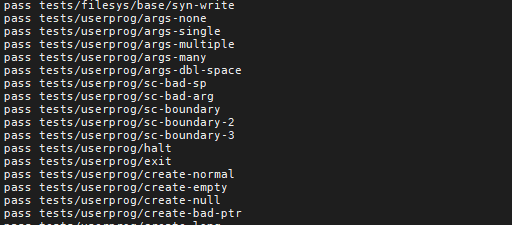 pass tests/filesys/base/syn-write
pass tests/userprog/args-none
pass tests/userprog/args-single
pass tests/userprog/args-multiple
pass tests/userprog/args-many
pass tests/userprog/args-dbl-space
pass tests/userprog/sc-bad-sp
pass tests/userprog/sc-bad-arg
pass tests/userprog/sc-boundary
pass tests/userprog/sc-boundary-2
pass tests/userprog/sc-boundary-3
pass tests/userprog/halt
pass tests/userprog/exit
pass tests/userprog/create-normal
pass tests/userprog/create-empty
pass tests/userprog/create-null
pass tests/userprog/create-bad-ptr